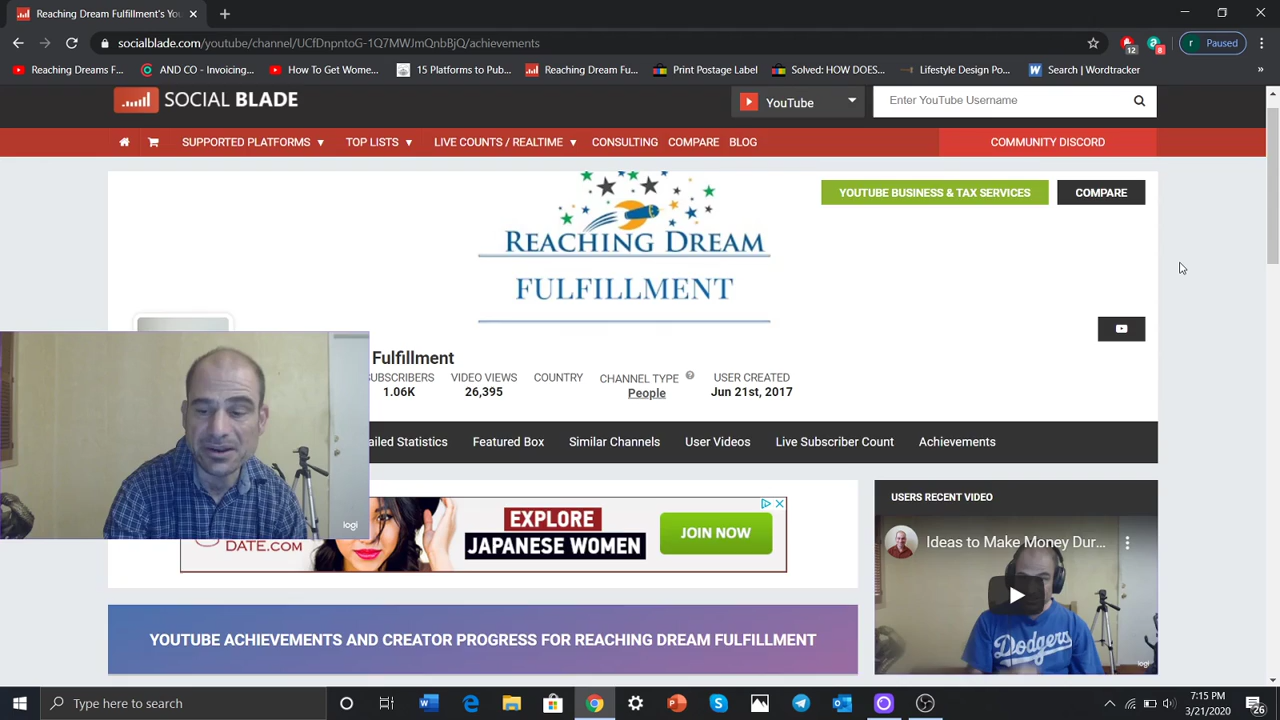 Reaching Dream Fulfillment's Yo
socialblade.com/youtube/channel/UCfDnpntoG-1Q7MWJmQnbBjQ/achievements
12
8
r
Paused
Reaching Dreams F...
AND CO - Invoicing...
How To Get Wome...
15 Platforms to Pub...
Reaching Dream Fu...
Print Postage Label
Solved: HOW DOES...
Lifestyle Design Po...
Search | Wordtracker
»
SOCIAL BLADE
YouTube
Enter YouTube Username
SUPPORTED PLATFORMS
TOP LISTS
LIVE COUNTS / REALTIME
CONSULTING
COMPARE
BLOG
COMMUNITY DISCORD
YOUTUBE BUSINESS & TAX SERVICES
COMPARE
REACHING DREAM
FULFILLMENT
Fulfillment
SUBSCRIBERS
VIDEO VIEWS
COUNTRY
CHANNEL TYPE
USER CREATED
1.06K
26,395
People
Jun 21st, 2017
ailed Statistics
Featured Box
Similar Channels
User Videos
Live Subscriber Count
Achievements
DATE.COM
EXPLORE
JAPANESE WOMEN
JOIN NOW
USERS RECENT VIDEO
Ideas to Make Money Dur...
Dodgers
logi
logi
YOUTUBE ACHIEVEMENTS AND CREATOR PROGRESS FOR REACHING DREAM FULFILLMENT
Type here to search
7:15 PM
3/21/2020
26